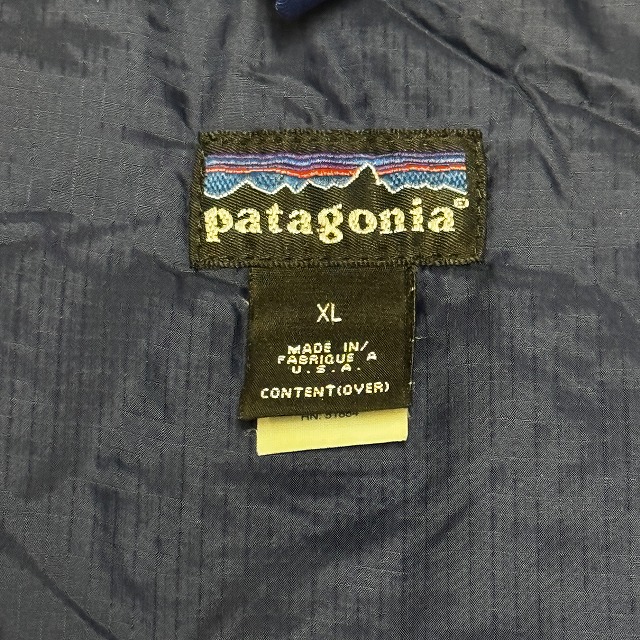 patagonia®
XL
MADE IN/
FABRIQUE A
U.S.A.
CONTENT(OVER)